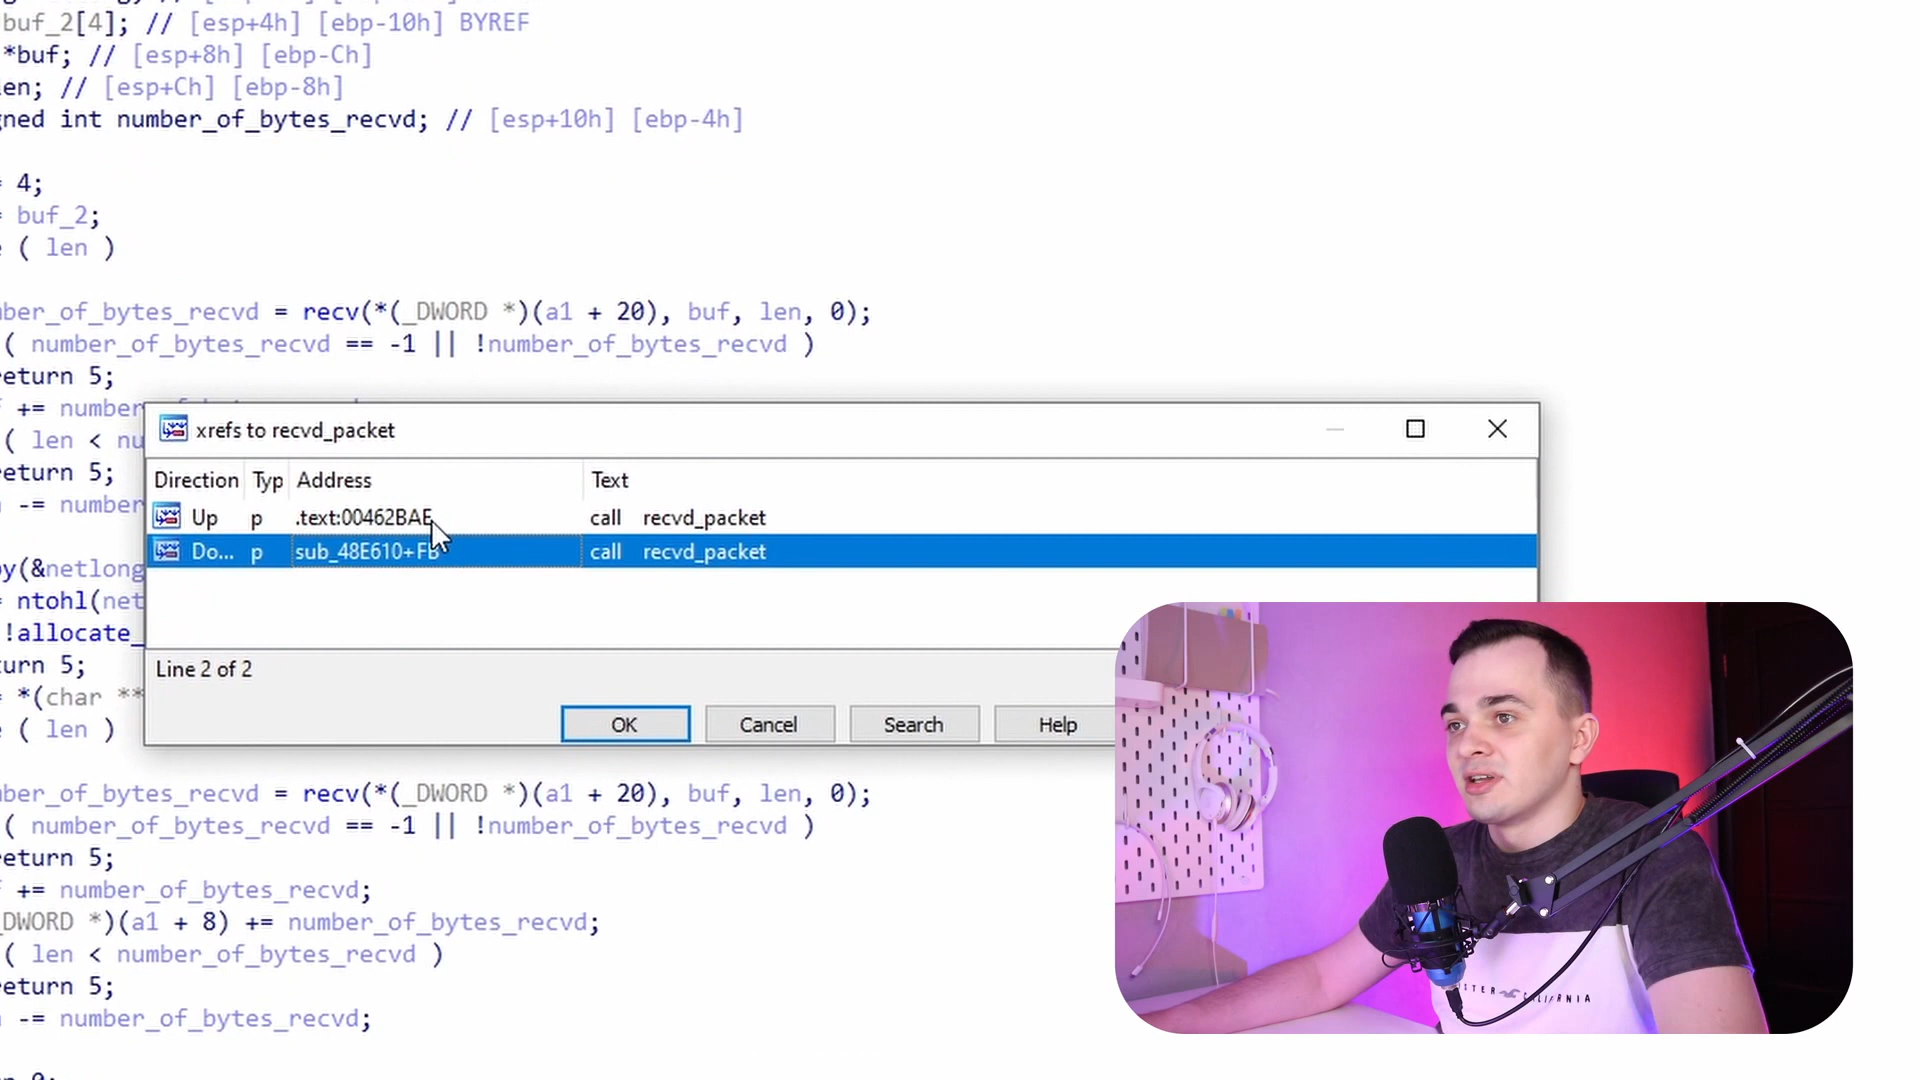 buf_2[4]; // [esp+4h] [ebp-10h] BYREF
*buf; // [esp+8h] [ebp-Ch]
en; // [esp+Ch] [ebp-8h]
gned int number_of_bytes_recvd; // [esp+10h] [ebp-4h]
= 4;
= buf_2;
e ( len )
mber_of_bytes_recvd = recv(*(_DWORD *)(a1 + 20), buf, len, 0);
( number_of_bytes_recvd == -1 || !number_of_bytes_recvd )
eturn 5;
+= number
( len < nu
eturn 5;
-= number
py(&netlong
= ntohl(net
!allocate_
turn 5;
= *(char **
e ( len )
xrefs to recvd_packet
Direction Typ Address Text
Up p .text:00462BAE call recvd_packet
Do... p sub_48E610+FB call recvd_packet
Line 2 of 2
OK Cancel Search Help
mber_of_bytes_recvd = recv(*(_DWORD *)(a1 + 20), buf, len, 0);
( number_of_bytes_recvd == -1 || !number_of_bytes_recvd )
eturn 5;
+= number_of_bytes_recvd;
_DWORD *)(a1 + 8) += number_of_bytes_recvd;
( len < number_of_bytes_recvd )
eturn 5;
-= number_of_bytes_recvd;